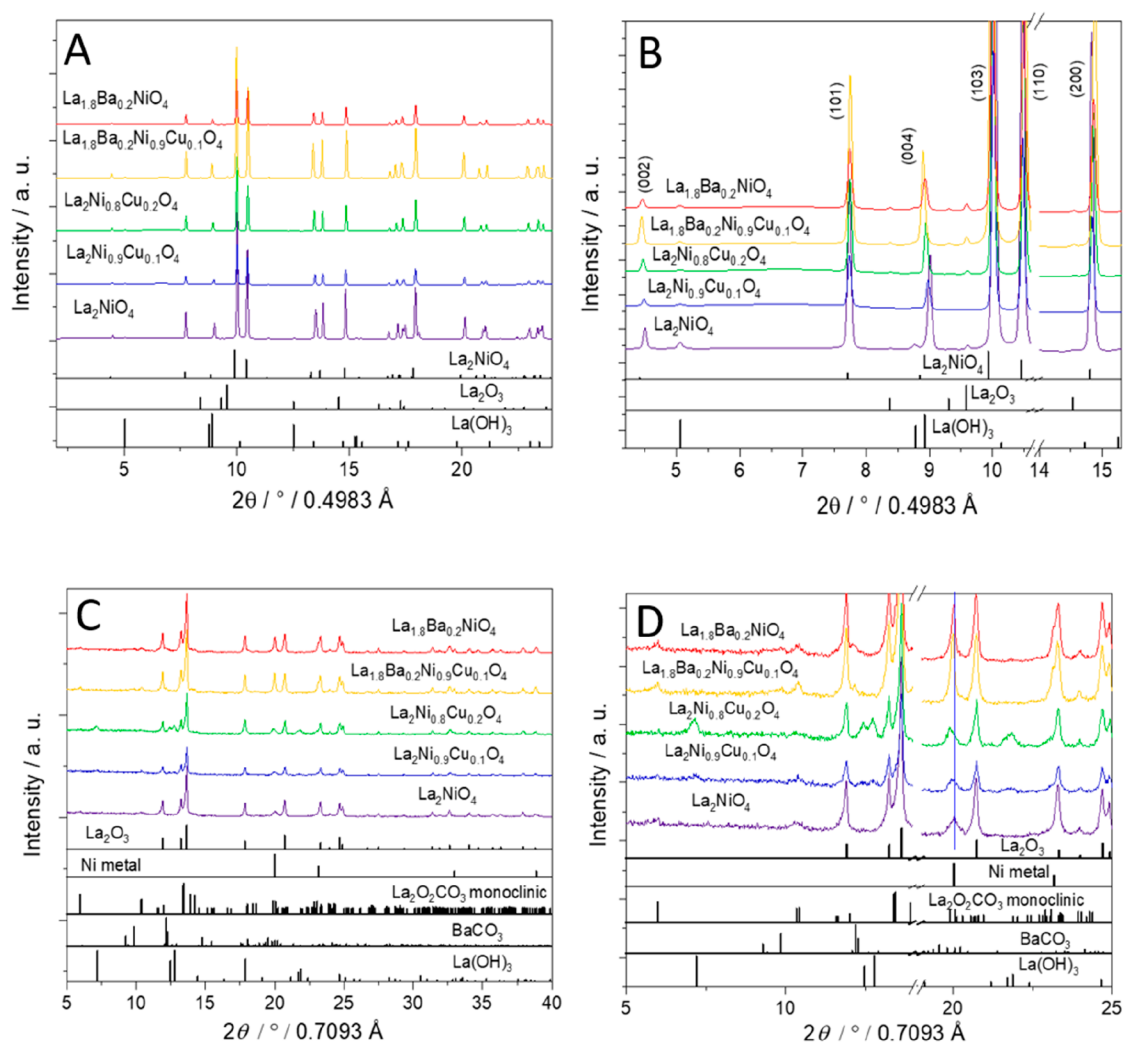 A
La₁.₈Ba₀.₂NiO₄
La₁.₈Ba₀.₂Ni₀.₉Cu₀.₁O₄
La₂Ni₀.₈Cu₀.₂O₄
La₂Ni₀.₉Cu₀.₁O₄
La₂NiO₄
La₂NiO₄
La₂O₃
La(OH)₃
Intensity / a. u.
5 10 15 20
2θ / ° / 0.4983 Å
B
(002)
(101)
(004)
(103)
(110)
(200)
La₁.₈Ba₀.₂NiO₄
La₁.₈Ba₀.₂Ni₀.₉Cu₀.₁O₄
La₂Ni₀.₈Cu₀.₂O₄
La₂Ni₀.₉Cu₀.₁O₄
La₂NiO₄
La₂NiO₄
La₂O₃
La(OH)₃
Intensity / a. u.
5 6 7 8 9 10 14 15
2θ / ° / 0.4983 Å
C
La₁.₈Ba₀.₂NiO₄
La₁.₈Ba₀.₂Ni₀.₉Cu₀.₁O₄
La₂Ni₀.₈Cu₀.₂O₄
La₂Ni₀.₉Cu₀.₁O₄
La₂NiO₄
La₂O₃
Ni metal
La₂O₂CO₃ monoclinic
BaCO₃
La(OH)₃
Intensity / a. u.
5 10 15 20 25 30 35 40
2θ / ° / 0.7093 Å
D
La₁.₈Ba₀.₂NiO₄
La₁.₈Ba₀.₂Ni₀.₉Cu₀.₁O₄
La₂Ni₀.₈Cu₀.₂O₄
La₂Ni₀.₉Cu₀.₁O₄
La₂NiO₄
La₂O₃
Ni metal
La₂O₂CO₃ monoclinic
BaCO₃
La(OH)₃
Intensity / a. u.
5 10 20 25
2θ / ° / 0.7093 Å